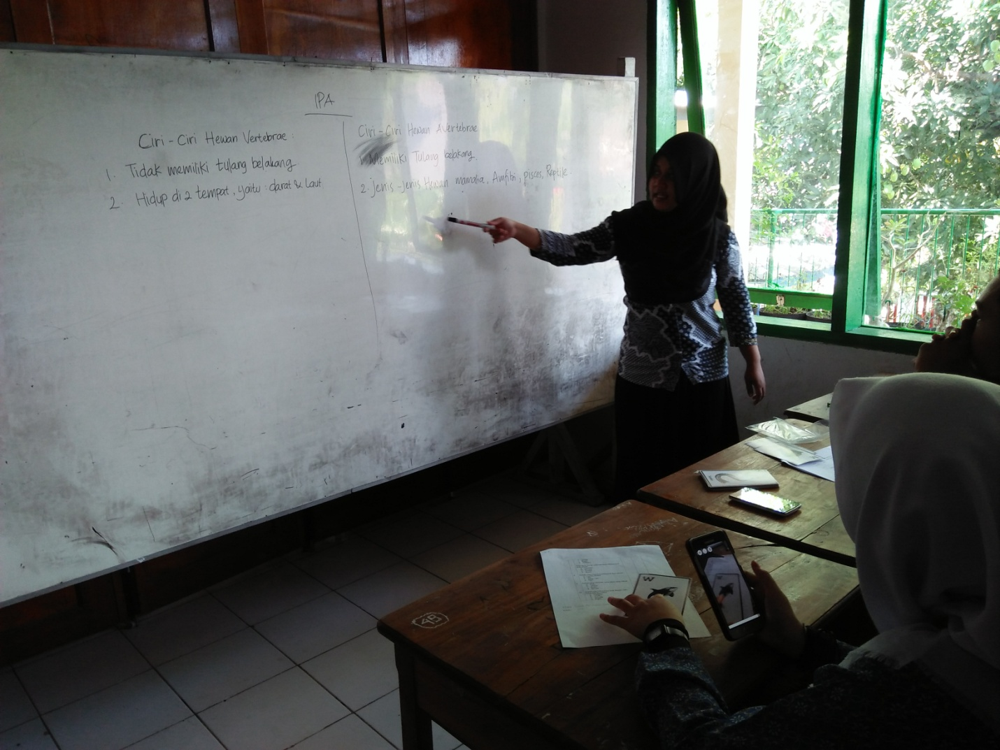 IPA
Ciri - Ciri Hewan Vertebrae :
1. Tidak memiliki tulang belakang
2. Hidup di 2 tempat, yaitu : darat & Laut
Ciri - Ciri Hewan Avertebrae
1. Memiliki Tulang belakang
2. Jenis - Jenis Hewan mamalia, Amfibi, pisces, Reptile.
4B
W